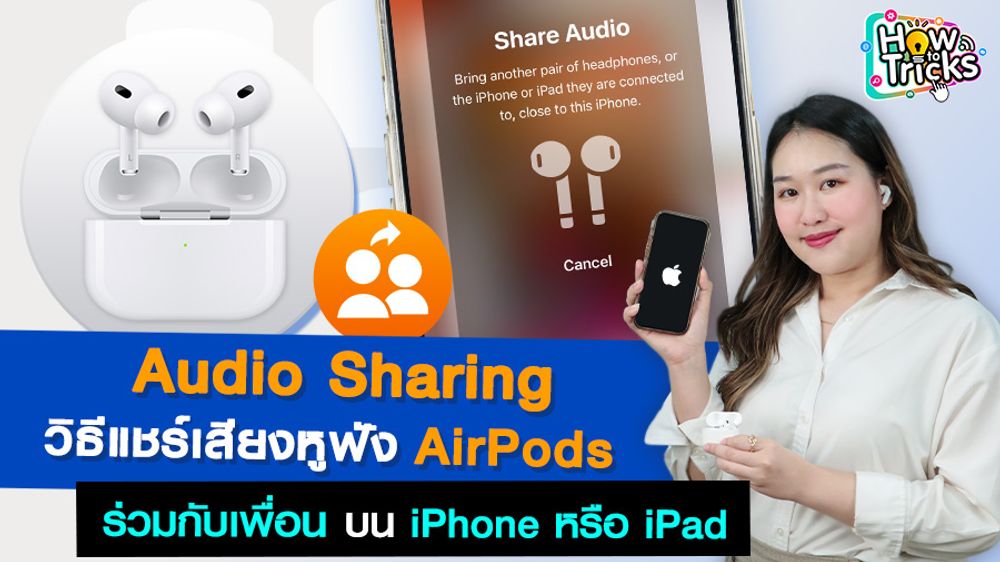 Share Audio
Bring another pair of headphones, or
the iPhone or iPad they are connected
to, close to this iPhone.
Cancel
How
to
Tricks
L
R
Audio Sharing
วิธีแชร์เสียงหูฟัง AirPods
ร่วมกับเพื่อน บน iPhone หรือ iPad